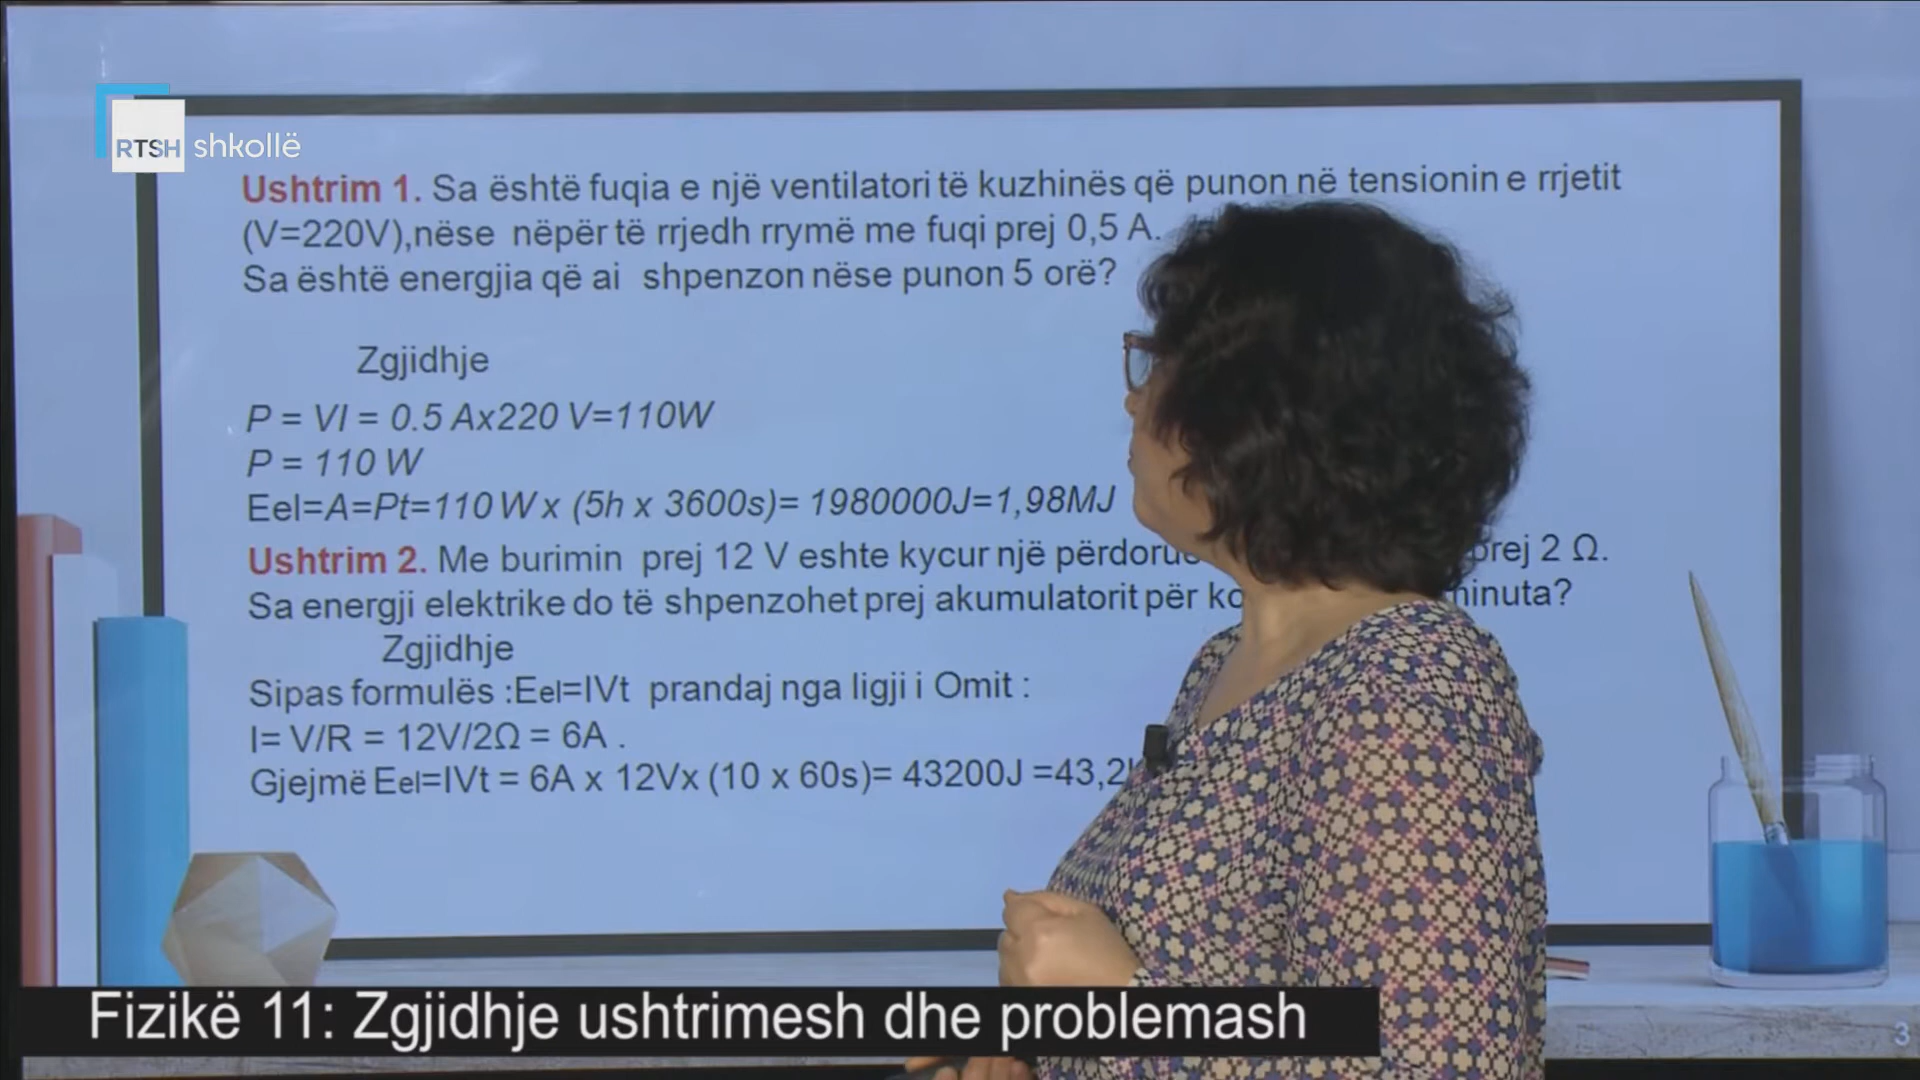 RTSH shkollë
Ushtrim 1. Sa është fuqia e një ventilatori të kuzhinës që punon në tensionin e rrjetit
(V=220V),nëse nëpër të rrjedh rrymë me fuqi prej 0,5 A.
Sa është energjia që ai shpenzon nëse punon 5 orë?
Zgjidhje
P = VI = 0.5 Ax220 V=110W
P = 110 W
Eel=A=Pt=110 W x (5h x 3600s)= 1980000J=1,98MJ
Ushtrim 2. Me burimin prej 12 V eshte kycur një prej 2 Ω.
Sa energji elektrike do të shpenzohet prej akumulatorit për
Zgjidhje
Sipas formulës :Eel=IVt prandaj nga ligji i Omit :
I= V/R = 12V/2Ω = 6A .
Gjejmë Eel=IVt = 6A x 12Vx (10 x 60s)= 43200J =43,2
Fizikë 11: Zgjidhje ushtrimesh dhe problemash
3